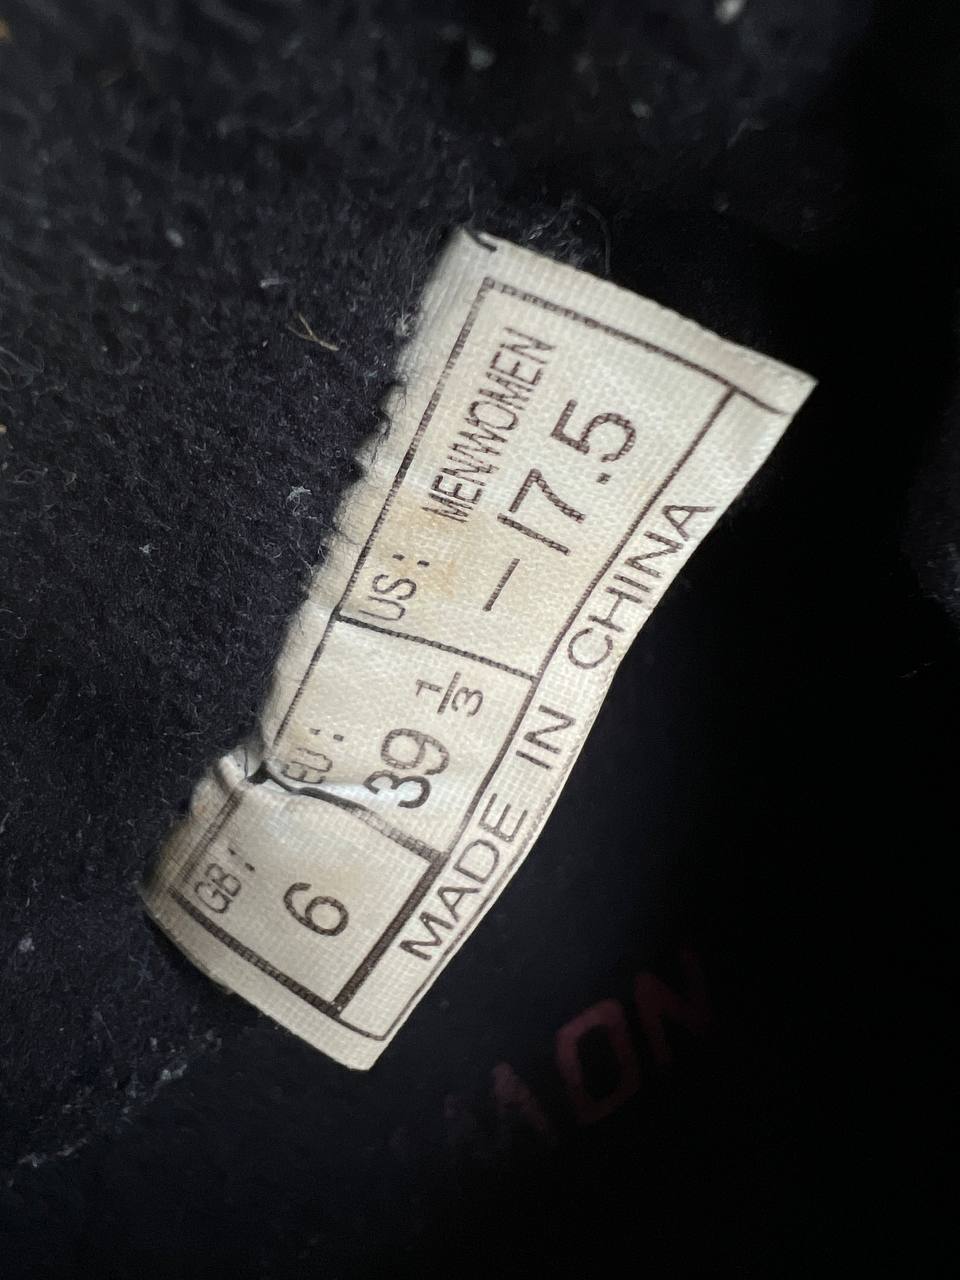 GB:
6
EU:
39 1/3
US: MEN/WOMEN
–/7.5
MADE IN CHINA